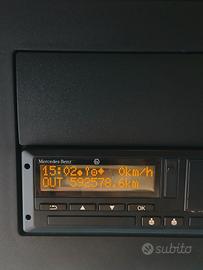 Mercedes-Benz
15:02 0km/h
OUT 592578.6km
OK
subito